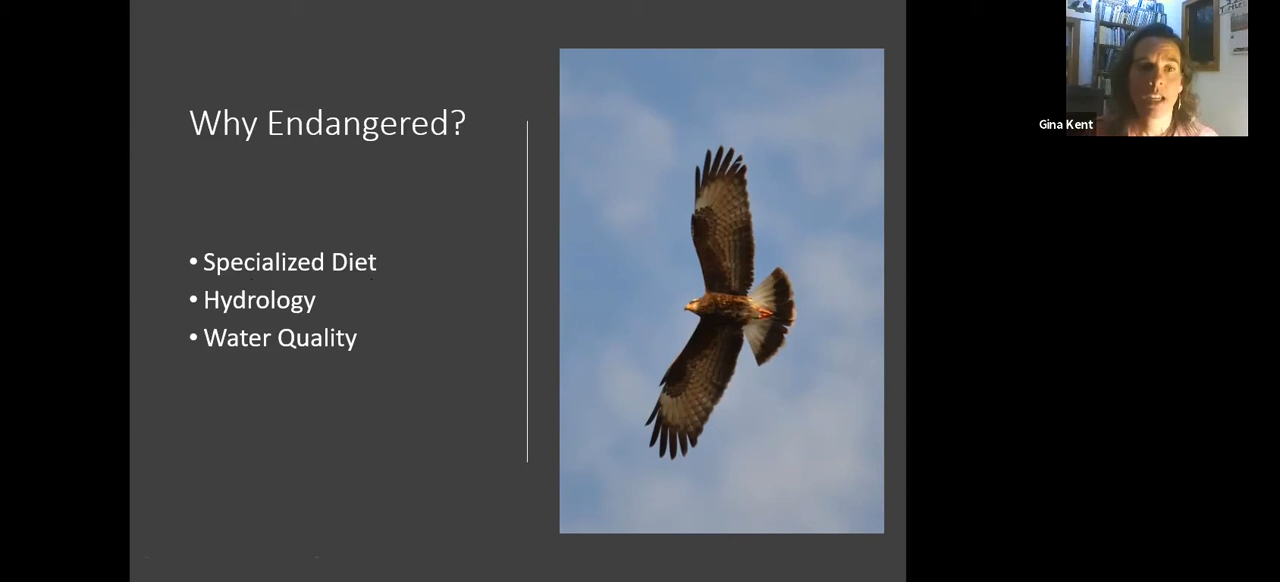 Why Endangered?
• Specialized Diet
• Hydrology
• Water Quality
Gina Kent